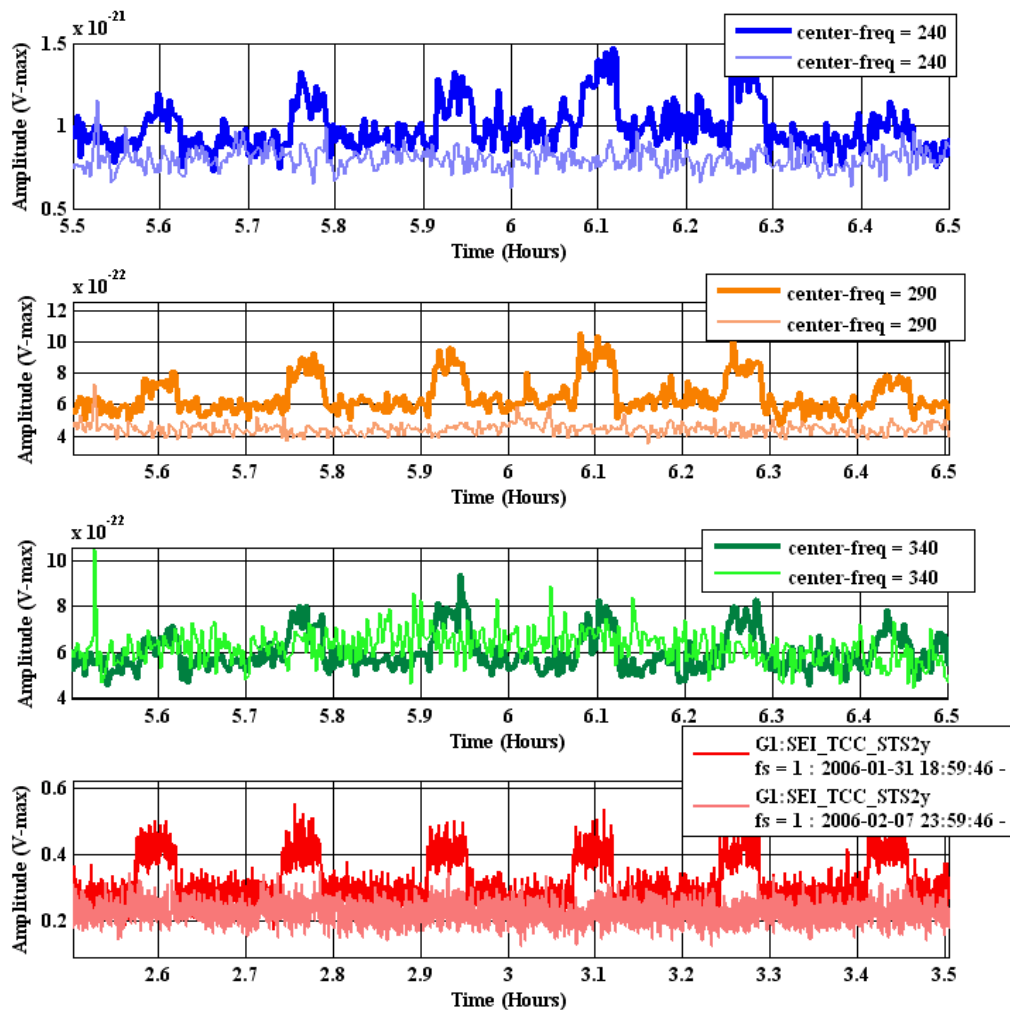 x 10^-21
center-freq = 240
center-freq = 240
Amplitude (V-max)
1.5
1
0.5
5.5 5.6 5.7 5.8 5.9 6 6.1 6.2 6.3 6.4 6.5
Time (Hours)
x 10^-22
center-freq = 290
center-freq = 290
Amplitude (V-max)
12
10
8
6
4
5.6 5.7 5.8 5.9 6 6.1 6.2 6.3 6.4 6.5
Time (Hours)
x 10^-22
center-freq = 340
center-freq = 340
Amplitude (V-max)
10
8
6
4
5.6 5.7 5.8 5.9 6 6.1 6.2 6.3 6.4 6.5
Time (Hours)
G1:SEI_TCC_STS2y
fs = 1 : 2006-01-31 18:59:46 -
G1:SEI_TCC_STS2y
fs = 1 : 2006-02-07 23:59:46 -
Amplitude (V-max)
0.6
0.4
0.2
2.6 2.7 2.8 2.9 3 3.1 3.2 3.3 3.4 3.5
Time (Hours)